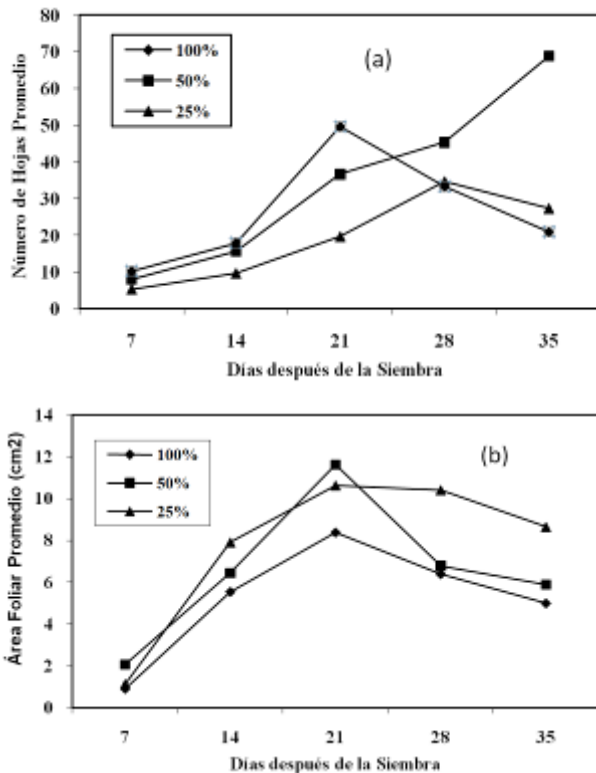 80
70
60
50
40
30
20
10
0
Número de Hojas Promedio
100%
50%
25%
(a)
7 14 21 28 35
Días después de la Siembra
14
12
10
8
6
4
2
0
Área Foliar Promedio (cm2)
100%
50%
25%
(b)
7 14 21 28 35
Días después de la Siembra